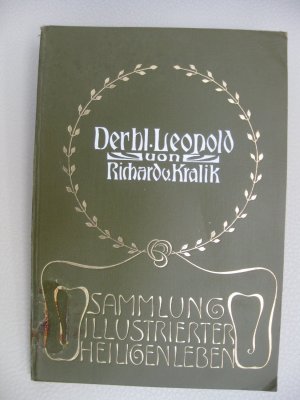 Der hl. Leopold
von
Richard v. Kralik
SAMMLUNG
ILLUSTRIERTER
HEILIGENLEBEN